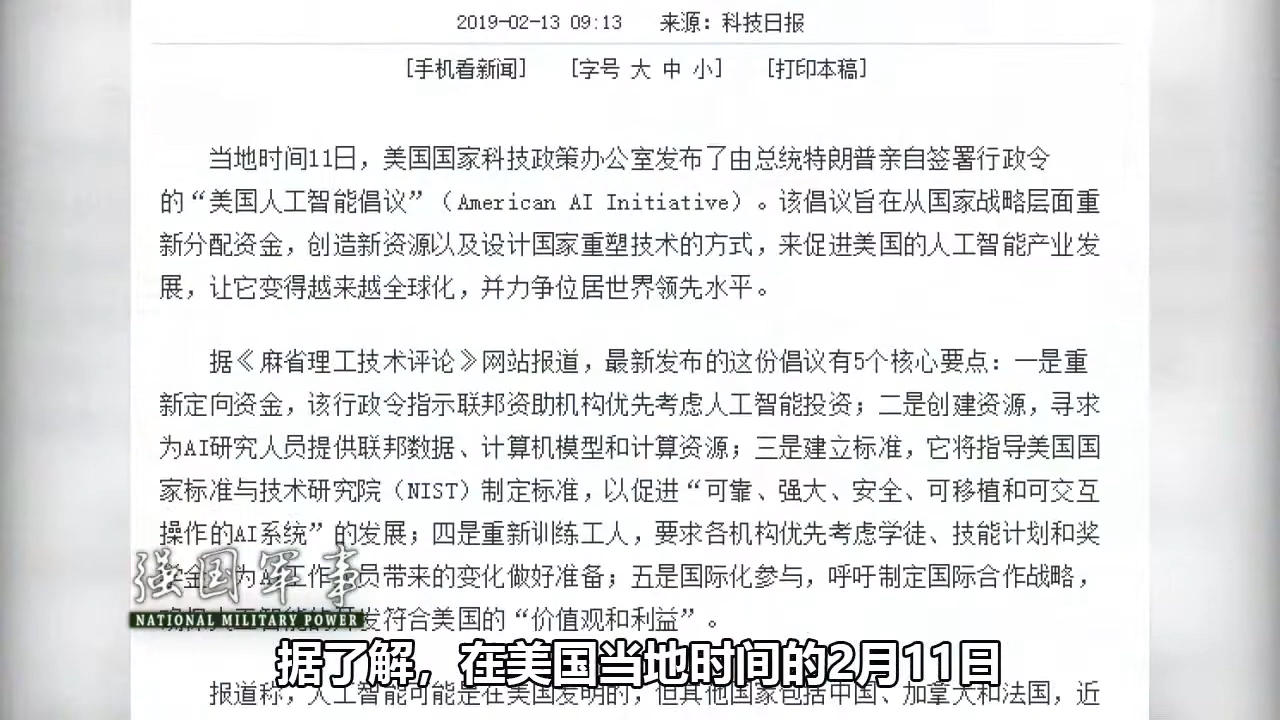 2019-02-13 09:13 来源：科技日报
[手机看新闻] [字号 大 中 小] [打印本稿]
当地时间11日，美国国家科技政策办公室发布了由总统特朗普亲自签署行政令
的“美国人工智能倡议”（American AI Initiative）。该倡议旨在从国家战略层面重
新分配资金，创造新资源以及设计国家重塑技术的方式，来促进美国的人工智能产业发
展，让它变得越来越全球化，并力争位居世界领先水平。
据《麻省理工技术评论》网站报道，最新发布的这份倡议有5个核心要点：一是重
新定向资金，该行政令指示联邦资助机构优先考虑人工智能投资；二是创建资源，寻求
为AI研究人员提供联邦数据、计算机模型和计算资源；三是建立标准，它将指导美国国
家标准与技术研究院（NIST）制定标准，以促进“可靠、强大、安全、可移植和可交互
操作的AI系统”的发展；四是重新训练工人，要求各机构优先考虑学徒、技能计划和奖
金 为 工作 员带来的变化做好准备；五是国际化参与，呼吁制定国际合作战略，
发符合美国的“价值观和利益”。
强国军事
NATIONAL MILITARY POWER
据了解，在美国当地时间的2月11日
报道称，人工智能可能是在美国发明的，但其他国家包括中国、加拿大和法国，近